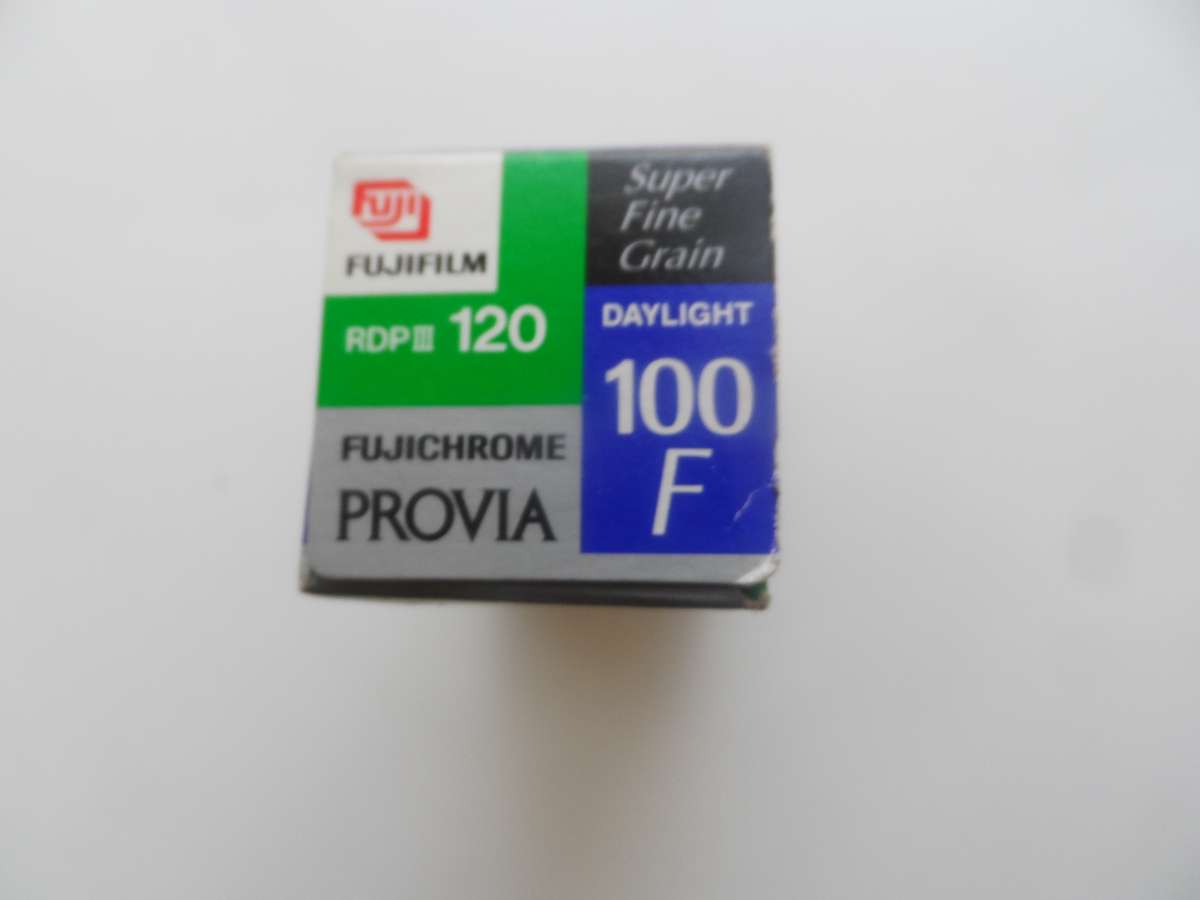 FUJI
FUJIFILM
RDPIII 120
FUJICHROME
PROVIA
Super
Fine
Grain
DAYLIGHT
100
F